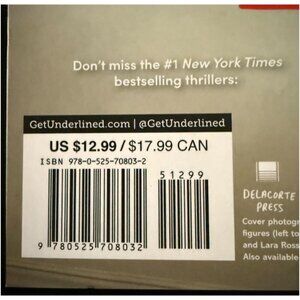 Don't miss the #1 New York Times
bestselling thrillers:
GetUnderlined.com | @GetUnderlined
US $12.99 / $17.99 CAN
ISBN 978-0-525-70803-2
51299
9 780525 708032
DELACORTE
PRESS
Cover photogr
figures (left to
and Lara Ross
Also available